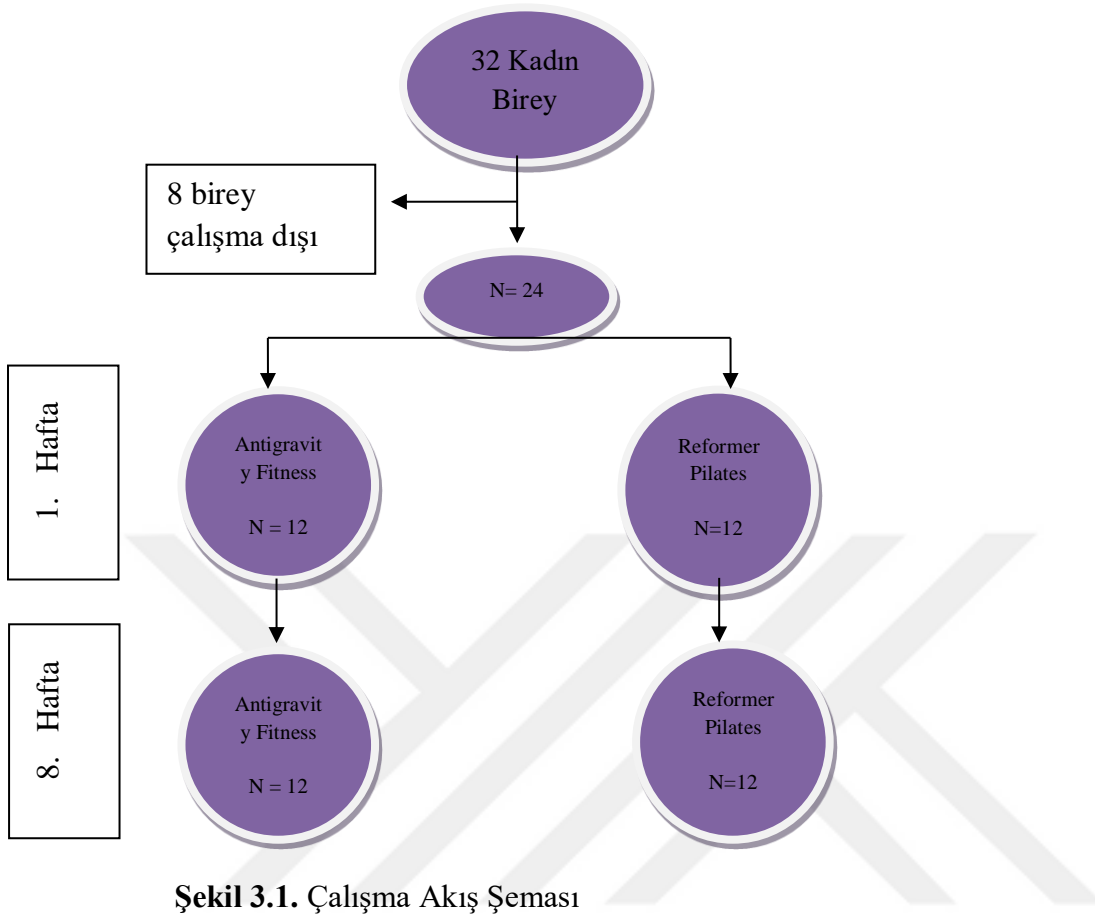 32 Kadın
Birey
8 birey
çalışma dışı
N= 24
1. Hafta
Antigravit
y Fitness
N = 12
Reformer
Pilates
N=12
8. Hafta
Antigravit
y Fitness
N = 12
Reformer
Pilates
N=12
Şekil 3.1. Çalışma Akış Şeması